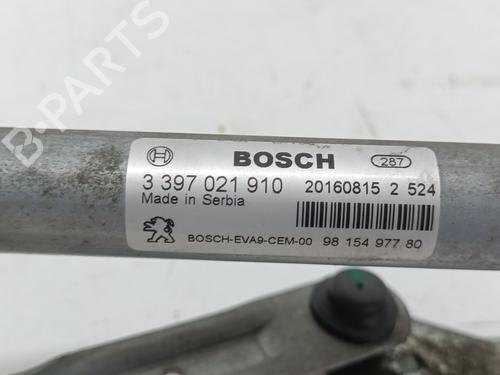 BOSCH 287
3 397 021 910 20160815 2 524
Made in Serbia
BOSCH-EVA9-CEM-00 98 154 977 80
B-PARTS